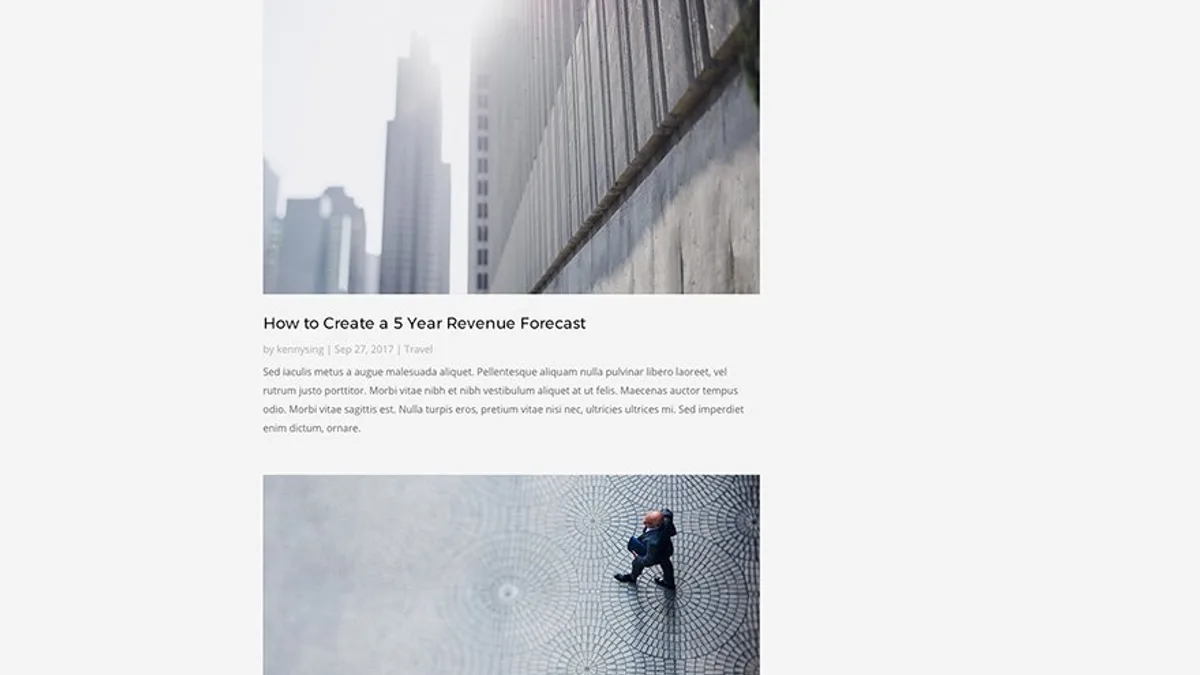 How to Create a 5 Year Revenue Forecast
by kennysing | Sep 27, 2017 | Travel
Sed iaculis metus a augue malesuada aliquet. Pellentesque aliquam nulla pulvinar libero laoreet, vel
rutrum justo porttitor. Morbi vitae nibh et nibh vestibulum aliquet at ut felis. Maecenas auctor tempus
odio. Morbi vitae sagittis est. Nulla turpis eros, pretium vitae nisi nec, ultricies ultrices mi. Sed imperdiet
enim dictum, ornare.